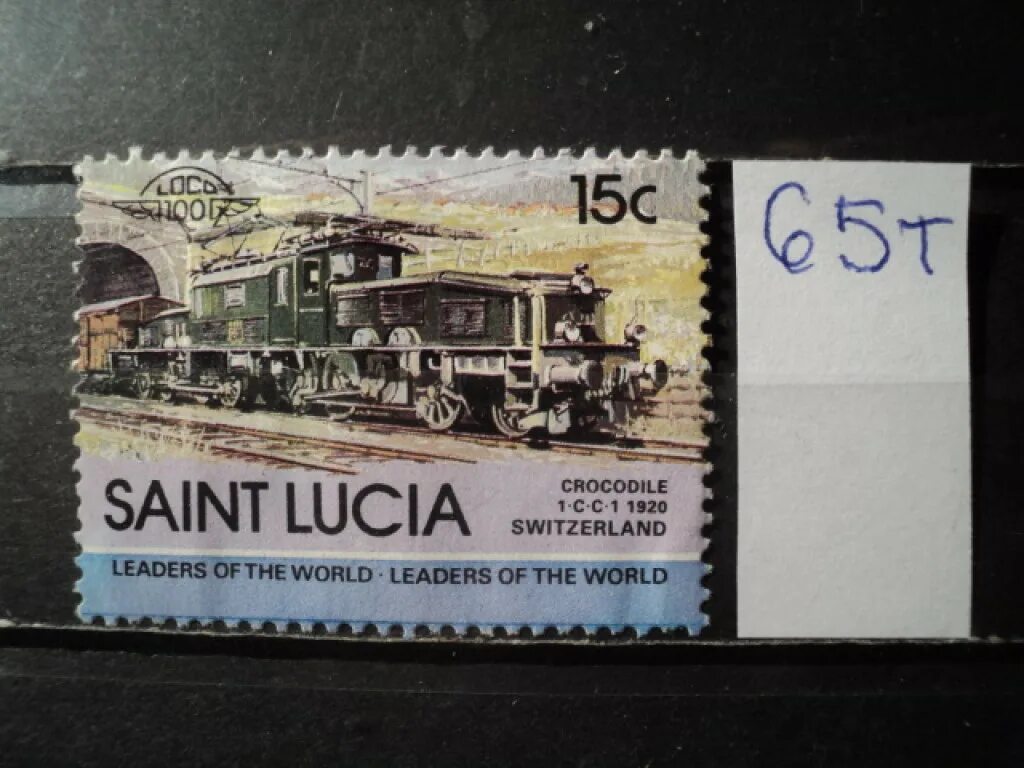 LOCO
100
15c
SAINT LUCIA
CROCODILE
1·C-C·1 1920
SWITZERLAND
LEADERS OF THE WORLD · LEADERS OF THE WORLD
65т